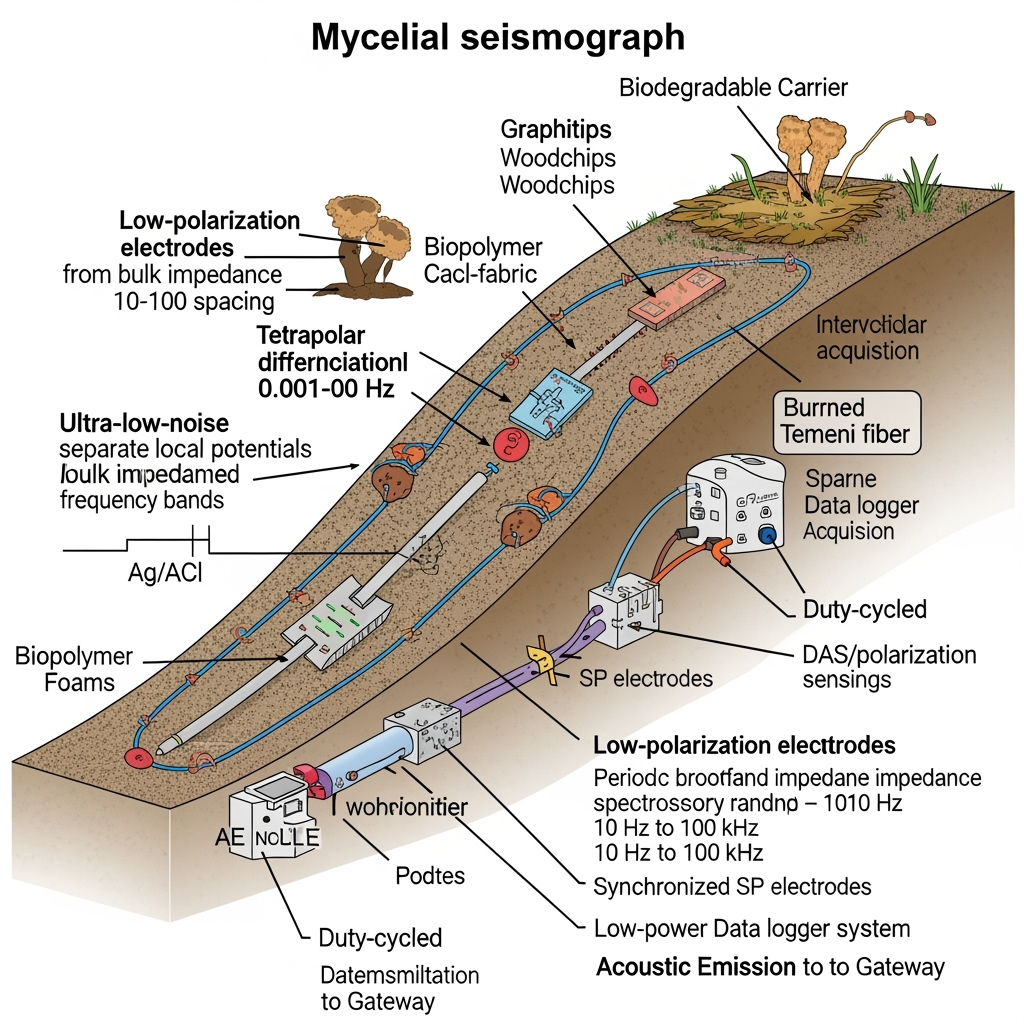 Mycelial seismograph
Biodegradable Carrier
Graphitips
Woodchips
Woodchips
Low-polarization
electrodes
from bulk impedance
10-100 spacing
Biopolymer
Cacl-fabric
Tetrapolar
differnciationl
0.001-00 Hz
Intervctidar
acquistion
Burrned
Temeni fiber
Ultra-low-noise
separate local potentials
frequency bands
Sparne
Data logger
Acquision
Ag/ACl
Duty-cycled
Biopolymer
Foams
DAS/polarization
sensings
SP electrodes
Low-polarization electtrodes
Periodc brootfand impedane impedance
spectrossory randno – 1010 Hz
10 Hz to 100 kHz
10 Hz to 100 kHz
AE NOLLE
wohrionitier
Podtes
Synchronized SP electrodes
Low-power Data logger system
Duty-cycled
Acoustic Emission to to Gateway
Datemsmiltation
to Gateway